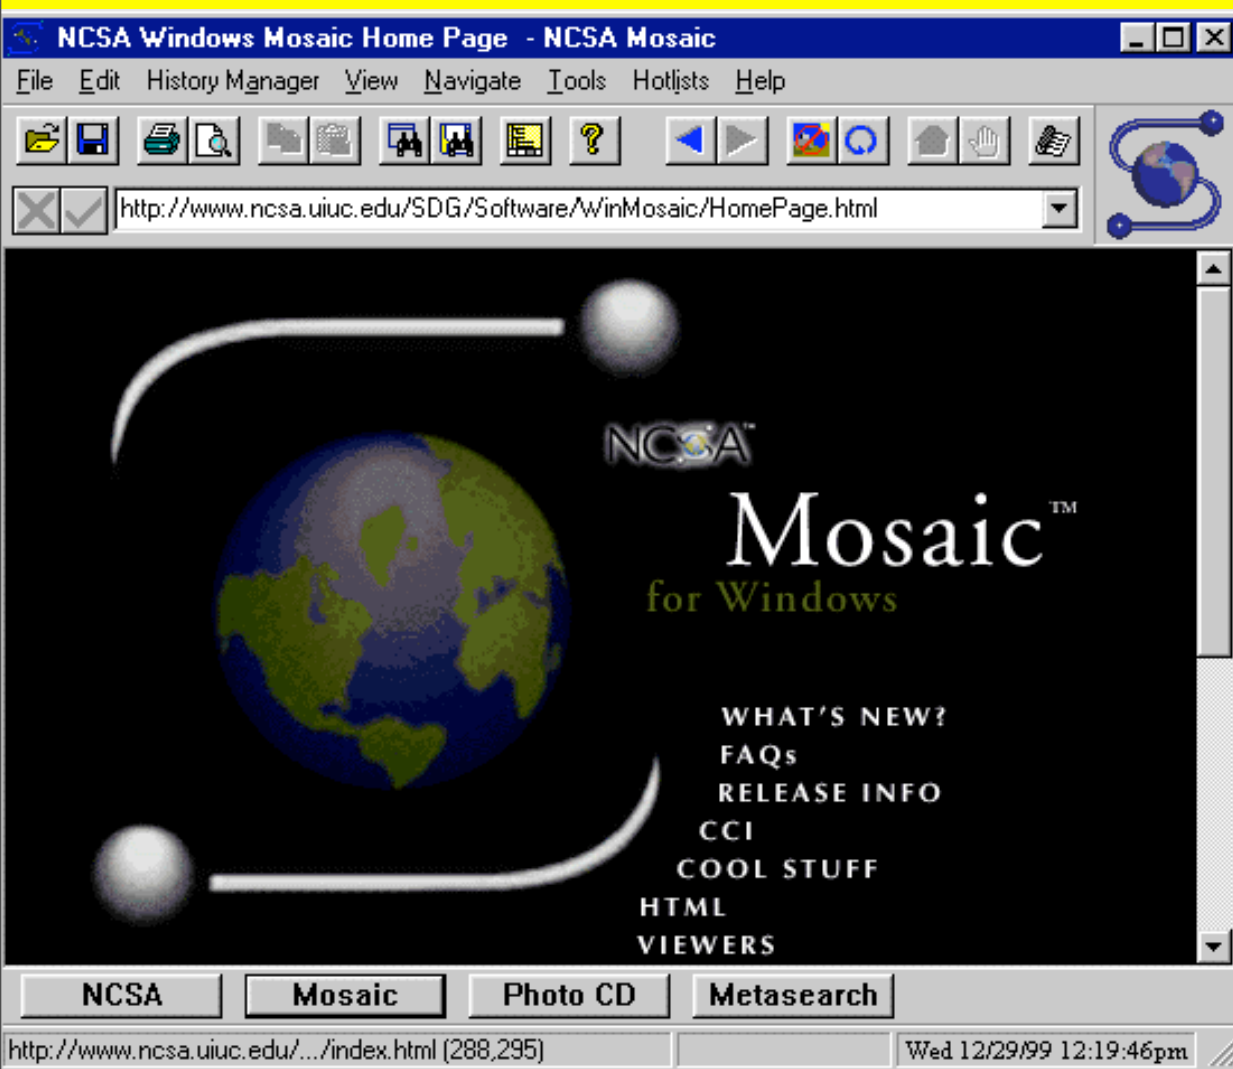 NCSA Windows Mosaic Home Page - NCSA Mosaic
File Edit History Manager View Navigate Tools Hotlists Help
http://www.ncsa.uiuc.edu/SDG/Software/WinMosaic/HomePage.html
NCSA™
Mosaic™
for Windows
WHAT'S NEW?
FAQs
RELEASE INFO
CCI
COOL STUFF
HTML
VIEWERS
NCSA Mosaic Photo CD Metasearch
http://www.ncsa.uiuc.edu/.../index.html (288,295) Wed 12/29/99 12:19:46pm